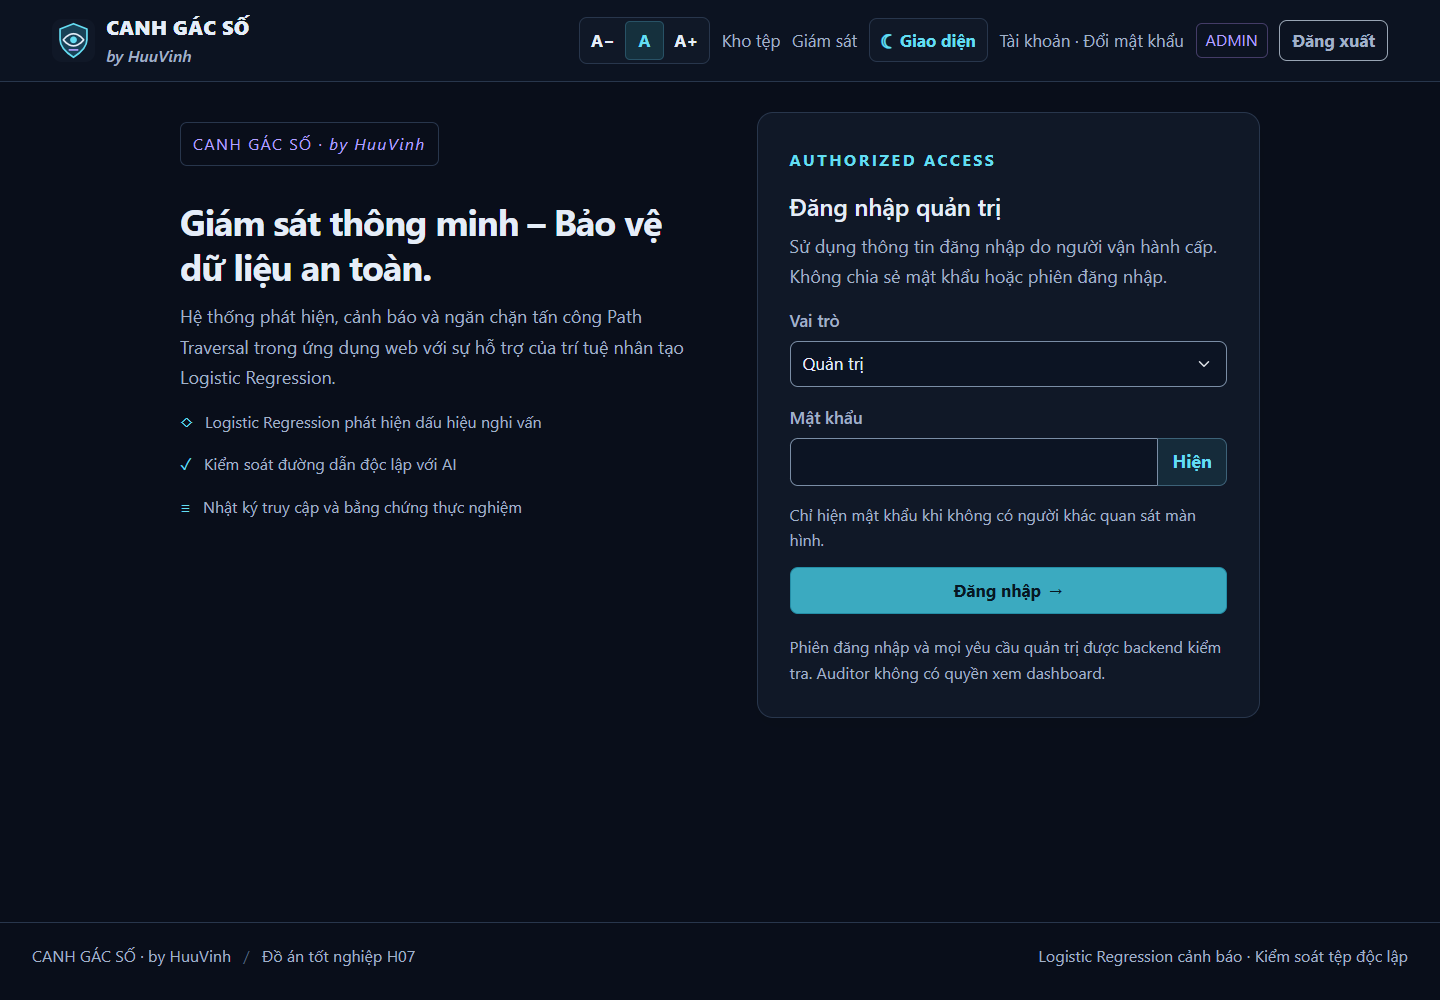 CANH GÁC SỐ
by HuuVinh
A− A A+ Kho tệp Giám sát Giao diện Tài khoản · Đổi mật khẩu ADMIN Đăng xuất
CANH GÁC SỐ · by HuuVinh
Giám sát thông minh – Bảo vệ
dữ liệu an toàn.
Hệ thống phát hiện, cảnh báo và ngăn chặn tấn công Path
Traversal trong ứng dụng web với sự hỗ trợ của trí tuệ nhân tạo
Logistic Regression.
Logistic Regression phát hiện dấu hiệu nghi vấn
Kiểm soát đường dẫn độc lập với AI
Nhật ký truy cập và bằng chứng thực nghiệm
AUTHORIZED ACCESS
Đăng nhập quản trị
Sử dụng thông tin đăng nhập do người vận hành cấp.
Không chia sẻ mật khẩu hoặc phiên đăng nhập.
Vai trò
Quản trị
Mật khẩu
Hiện
Chỉ hiện mật khẩu khi không có người khác quan sát màn
hình.
Đăng nhập →
Phiên đăng nhập và mọi yêu cầu quản trị được backend kiểm
tra. Auditor không có quyền xem dashboard.
CANH GÁC SỐ · by HuuVinh / Đồ án tốt nghiệp H07
Logistic Regression cảnh báo · Kiểm soát tệp độc lập